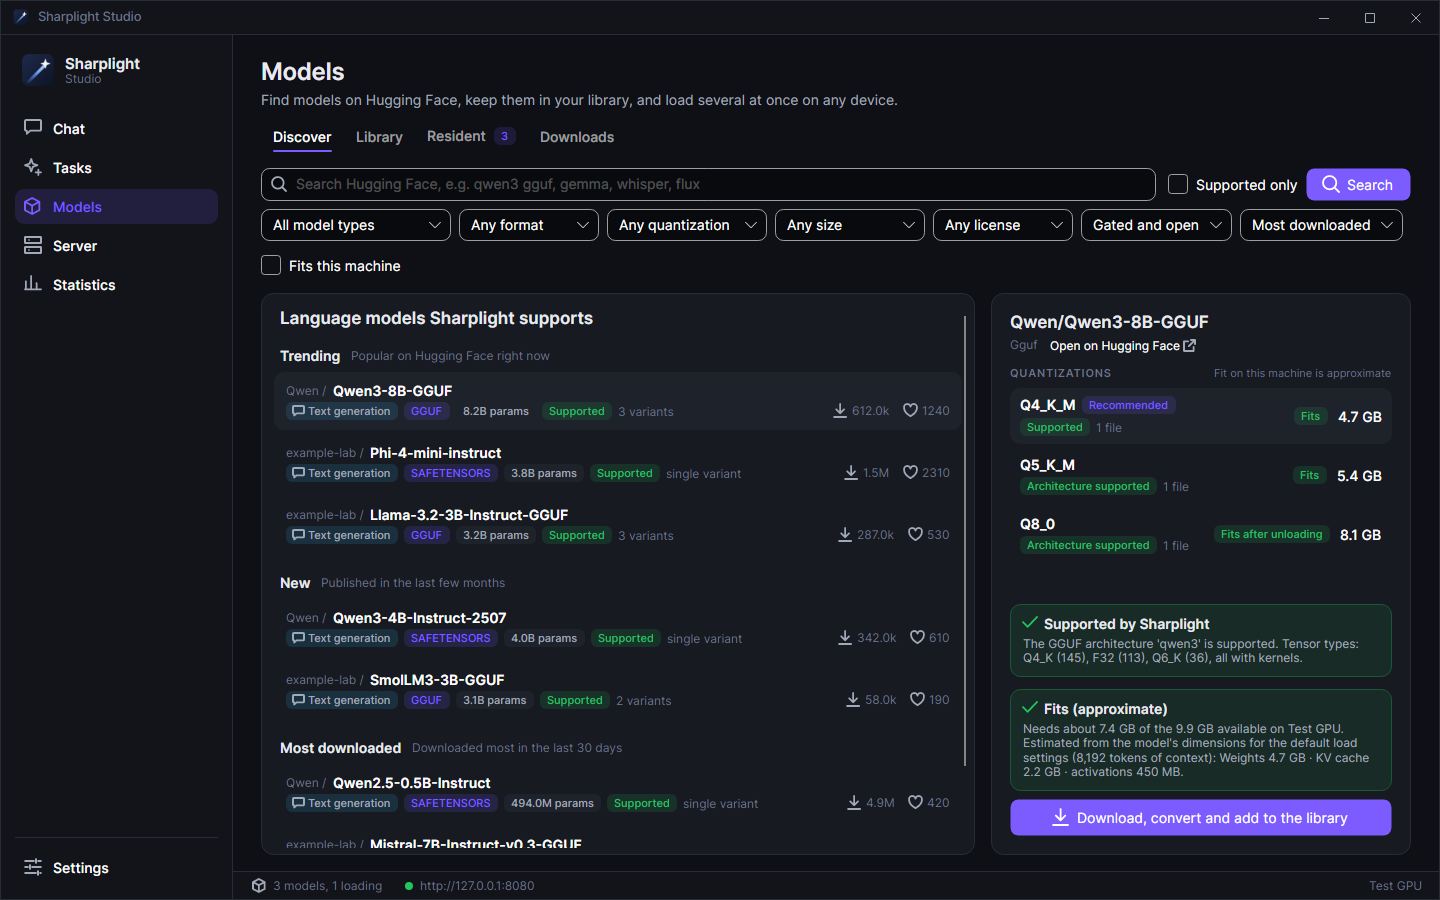 Sharplight Studio
Sharplight
Studio
Chat
Tasks
Models
Server
Statistics
Settings
Models
Find models on Hugging Face, keep them in your library, and load several at once on any device.
Discover Library Resident 3 Downloads
Search Hugging Face, e.g. qwen3 gguf, gemma, whisper, flux
Supported only Search
All model types Any format Any quantization Any size Any license Gated and open Most downloaded
Fits this machine
Language models Sharplight supports
Trending Popular on Hugging Face right now
Qwen / Qwen3-8B-GGUF
Text generation GGUF 8.2B params Supported 3 variants 612.0k 1240
example-lab / Phi-4-mini-instruct
Text generation SAFETENSORS 3.8B params Supported single variant 1.5M 2310
example-lab / Llama-3.2-3B-Instruct-GGUF
Text generation GGUF 3.2B params Supported 3 variants 287.0k 530
New Published in the last few months
Qwen / Qwen3-4B-Instruct-2507
Text generation SAFETENSORS 4.0B params Supported single variant 342.0k 610
example-lab / SmolLM3-3B-GGUF
Text generation GGUF 3.1B params Supported 2 variants 58.0k 190
Most downloaded Downloaded most in the last 30 days
Qwen / Qwen2.5-0.5B-Instruct
Text generation SAFETENSORS 494.0M params Supported single variant 4.9M 420
example-lab / Mistral-7B-Instruct-v0.3-GGUF
Qwen/Qwen3-8B-GGUF
Gguf Open on Hugging Face
QUANTIZATIONS Fit on this machine is approximate
Q4_K_M Recommended
Supported 1 file Fits 4.7 GB
Q5_K_M
Architecture supported 1 file Fits 5.4 GB
Q8_0
Architecture supported 1 file Fits after unloading 8.1 GB
Supported by Sharplight
The GGUF architecture 'qwen3' is supported. Tensor types:
Q4_K (145), F32 (113), Q6_K (36), all with kernels.
Fits (approximate)
Needs about 7.4 GB of the 9.9 GB available on Test GPU.
Estimated from the model's dimensions for the default load
settings (8,192 tokens of context): Weights 4.7 GB · KV cache
2.2 GB · activations 450 MB.
Download, convert and add to the library
3 models, 1 loading http://127.0.0.1:8080 Test GPU